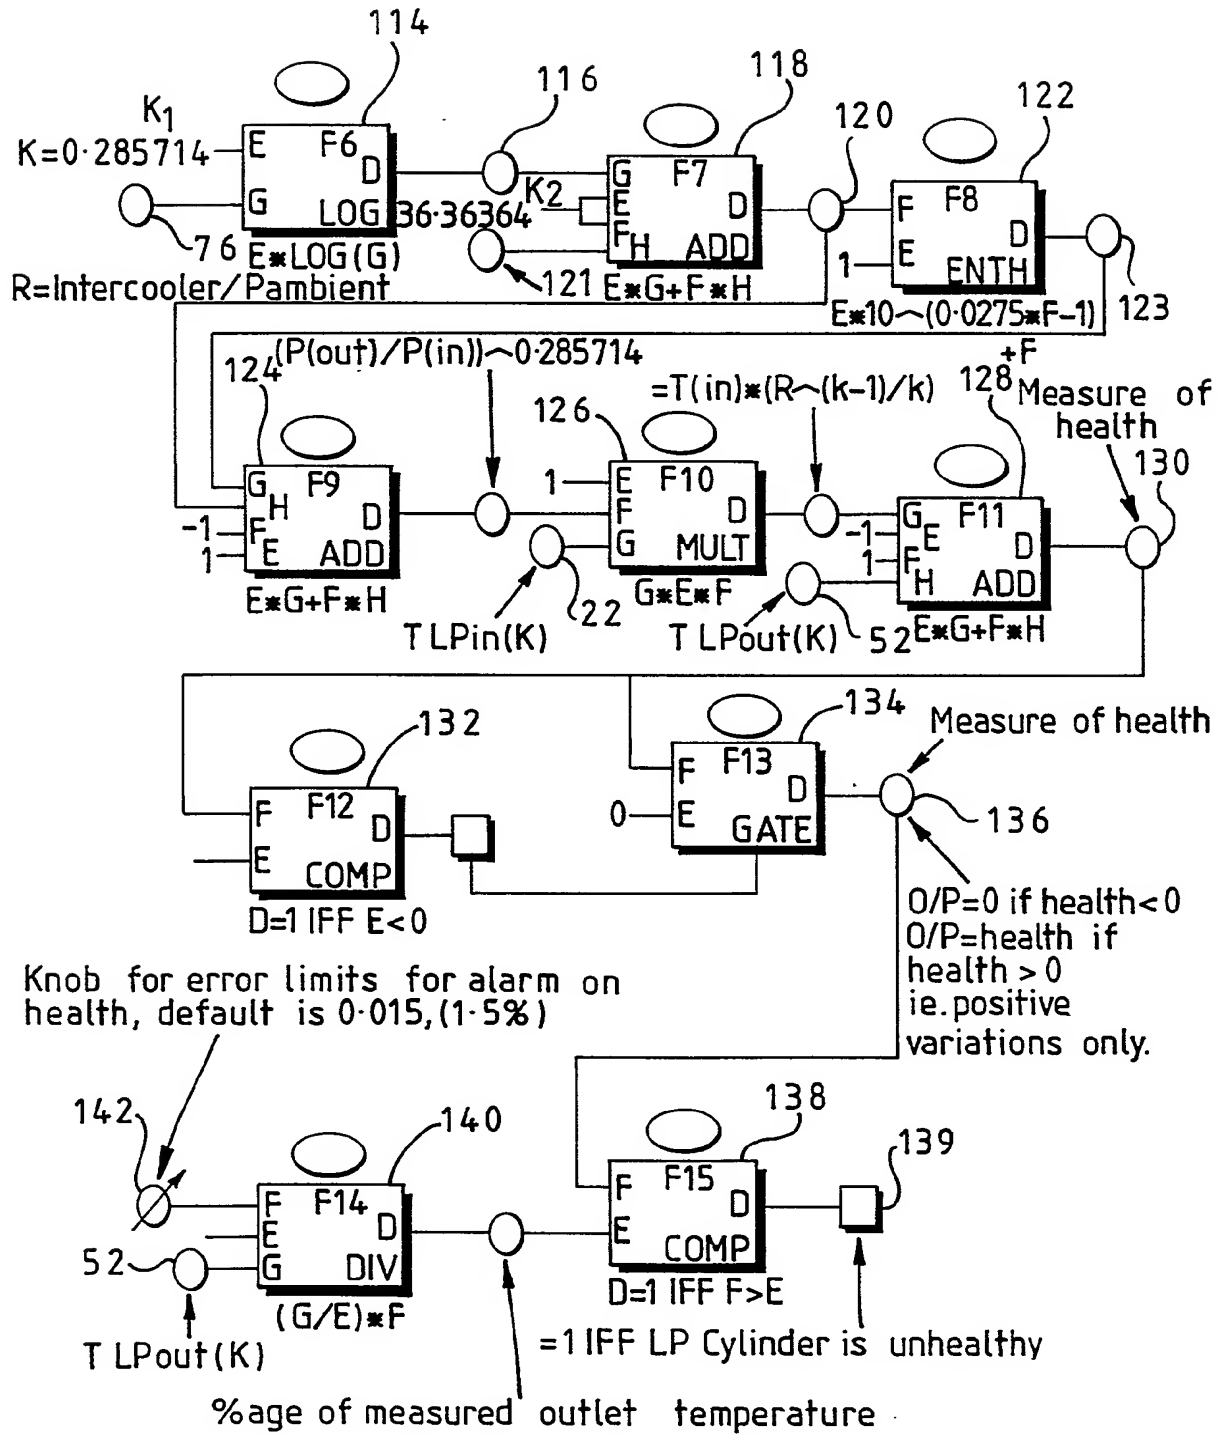 114
116
118
120
122
K1
K=0·285714
E
F6
D
G
LOG
76
E*LOG(G)
R=Intercooler/Pambient
K2
36·36364
G
F7
E
D
F
H
ADD
121
E*G+F*H
F
F8
D
1
E
ENTH
123
E*10^(0·0275*F-1)
+F
124
(P(out)/P(in))^0·285714
126
=T(in)*(R^(k-1)/k)
128
Measure of
health
130
G
F9
H
D
-1
F
1
E
ADD
E*G+F*H
1
E
F10
F
D
G
MULT
G*E*F
22
T LPin(K)
G
F11
-1
E
D
1
F
H
ADD
E*G+F*H
T LPout(K)
52
132
134
Measure of health
F
F12
D
E
COMP
D=1 IFF E<0
F
F13
D
0
E
GATE
136
O/P=0 if health<0
O/P=health if
health>0
ie.positive
variations only.
Knob for error limits for alarm on
health, default is 0·015,(1·5%)
142
140
138
139
F
F14
E
D
G
DIV
(G/E)*F
52
T LPout(K)
F
F15
D
E
COMP
D=1 IFF F>E
=1 IFF LP Cylinder is unhealthy
%age of measured outlet temperature